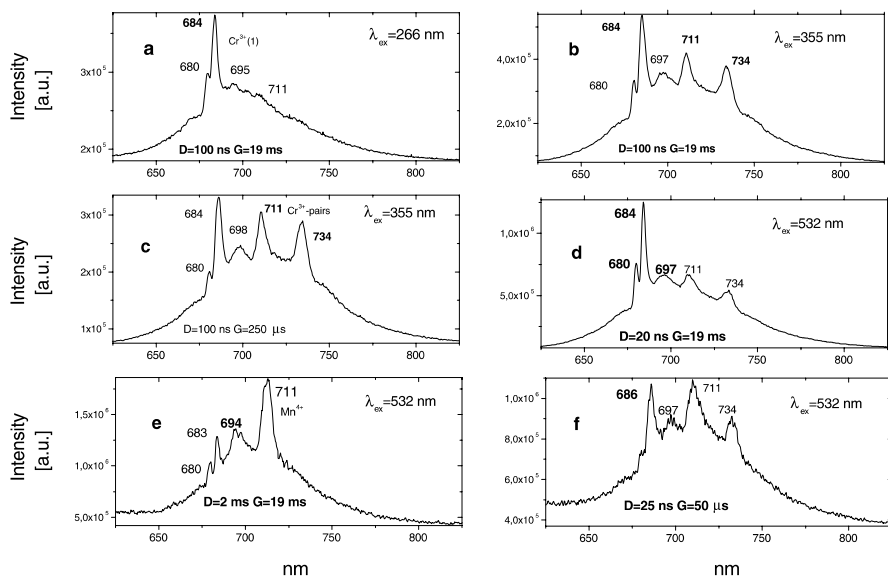 a
684
Cr³⁺(1)
λex=266 nm
680
695
711
D=100 ns G=19 ms
3x10⁵
2x10⁵
650
700
750
800
Intensity
[a.u.]
b
684
711
λex=355 nm
697
734
680
D=100 ns G=19 ms
4,0x10⁵
2,0x10⁵
650
700
750
800
Intensity
[a.u.]
c
684
711
Cr³⁺-pairs
λex=355 nm
698
734
680
D=100 ns G=250 μs
3x10⁵
2x10⁵
1x10⁵
650
700
750
800
Intensity
[a.u.]
d
684
λex=532 nm
680
697
711
734
D=20 ns G=19 ms
1,0x10⁶
5,0x10⁵
650
700
750
800
e
711
Mn⁴⁺
λex=532 nm
683
694
680
D=2 ms G=19 ms
1,5x10⁶
1,0x10⁶
5,0x10⁵
650
700
750
800
Intensity
[a.u.]
nm
f
686
711
λex=532 nm
697
734
D=25 ns G=50 μs
1,0x10⁶
8,0x10⁵
6,0x10⁵
4,0x10⁵
650
700
750
800
nm